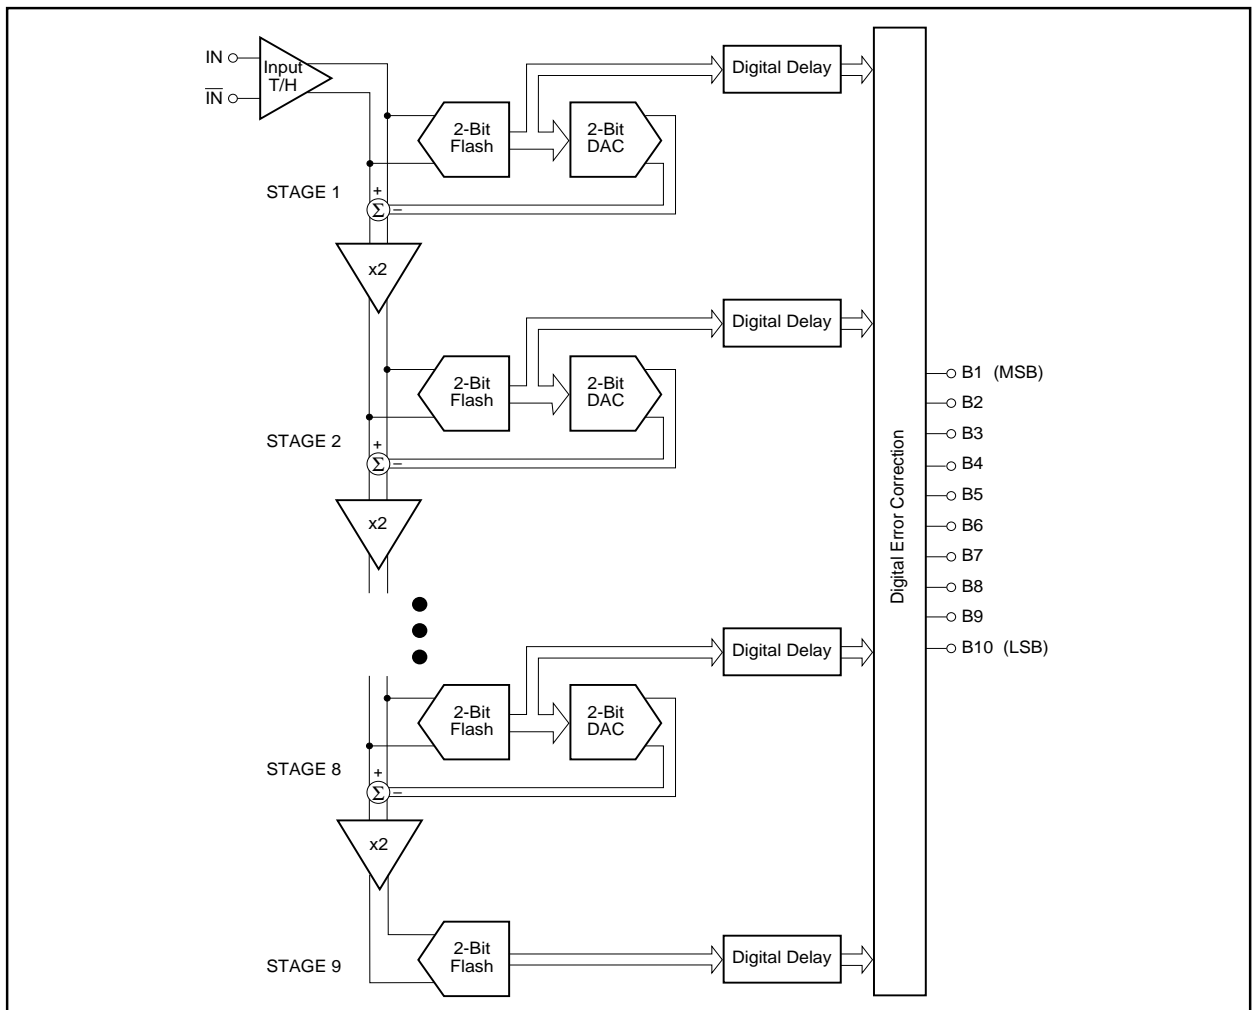 IN
Input
T/H
I̅N̅
2-Bit
Flash
2-Bit
DAC
Digital Delay
STAGE 1
+
Σ
–
x2
2-Bit
Flash
2-Bit
DAC
Digital Delay
STAGE 2
+
Σ
–
x2
2-Bit
Flash
2-Bit
DAC
Digital Delay
STAGE 8
+
Σ
–
x2
STAGE 9
2-Bit
Flash
Digital Delay
Digital Error Correction
B1 (MSB)
B2
B3
B4
B5
B6
B7
B8
B9
B10 (LSB)